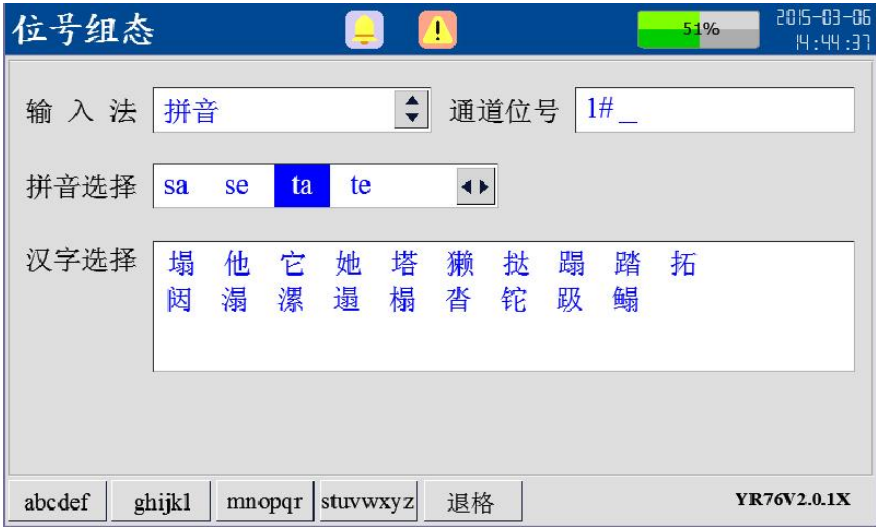 位号组态 51% 2015-03-06
14:44:37
输入法 拼音 通道位号 1#_
拼音选择 sa se ta te
汉字选择 塌 他 它 她 塔 獭 挞 蹋 踏 拓
闼 溻 漯 遢 榻 沓 铊 趿 鳎
abcdef ghijkl mnopqr stuvwxyz 退格 YR76V2.0.1X